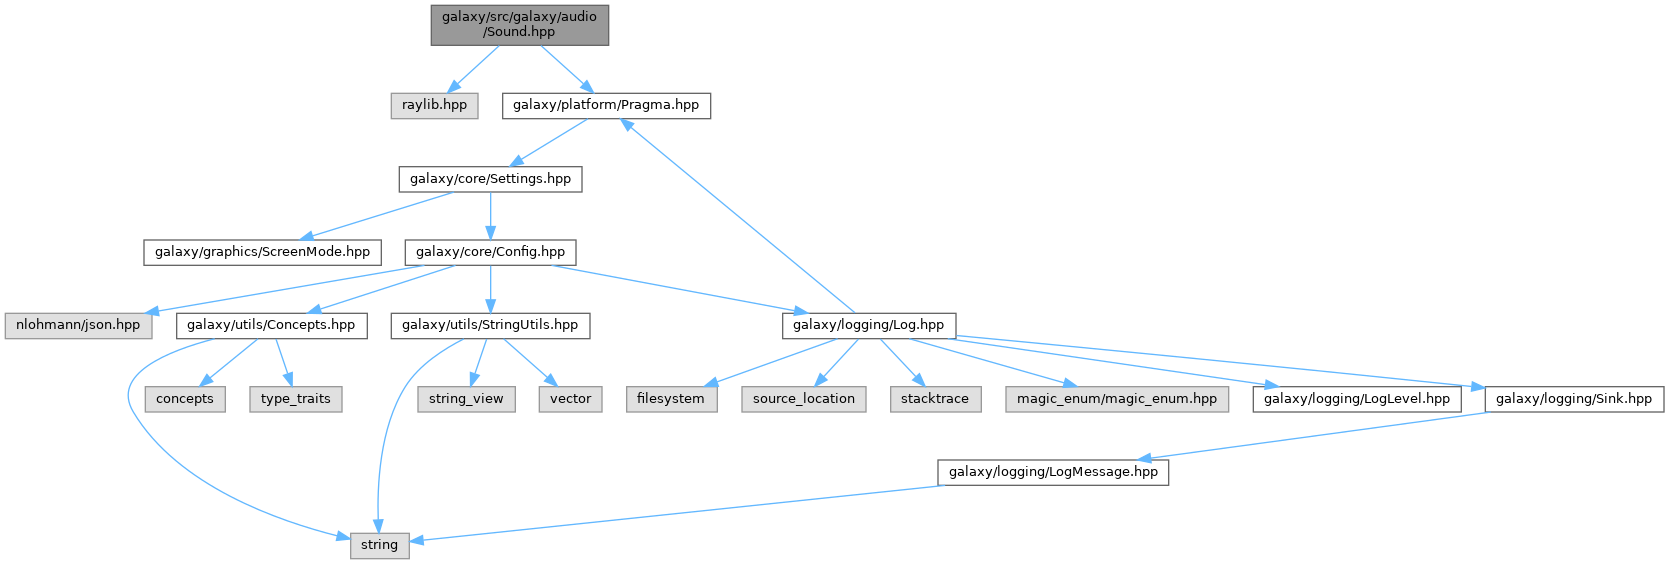 galaxy/src/galaxy/audio
/Sound.hpp
raylib.hpp
galaxy/platform/Pragma.hpp
galaxy/core/Settings.hpp
galaxy/graphics/ScreenMode.hpp
galaxy/core/Config.hpp
nlohmann/json.hpp
galaxy/utils/Concepts.hpp
galaxy/utils/StringUtils.hpp
galaxy/logging/Log.hpp
concepts
type_traits
string_view
vector
filesystem
source_location
stacktrace
magic_enum/magic_enum.hpp
galaxy/logging/LogLevel.hpp
galaxy/logging/Sink.hpp
galaxy/logging/LogMessage.hpp
string